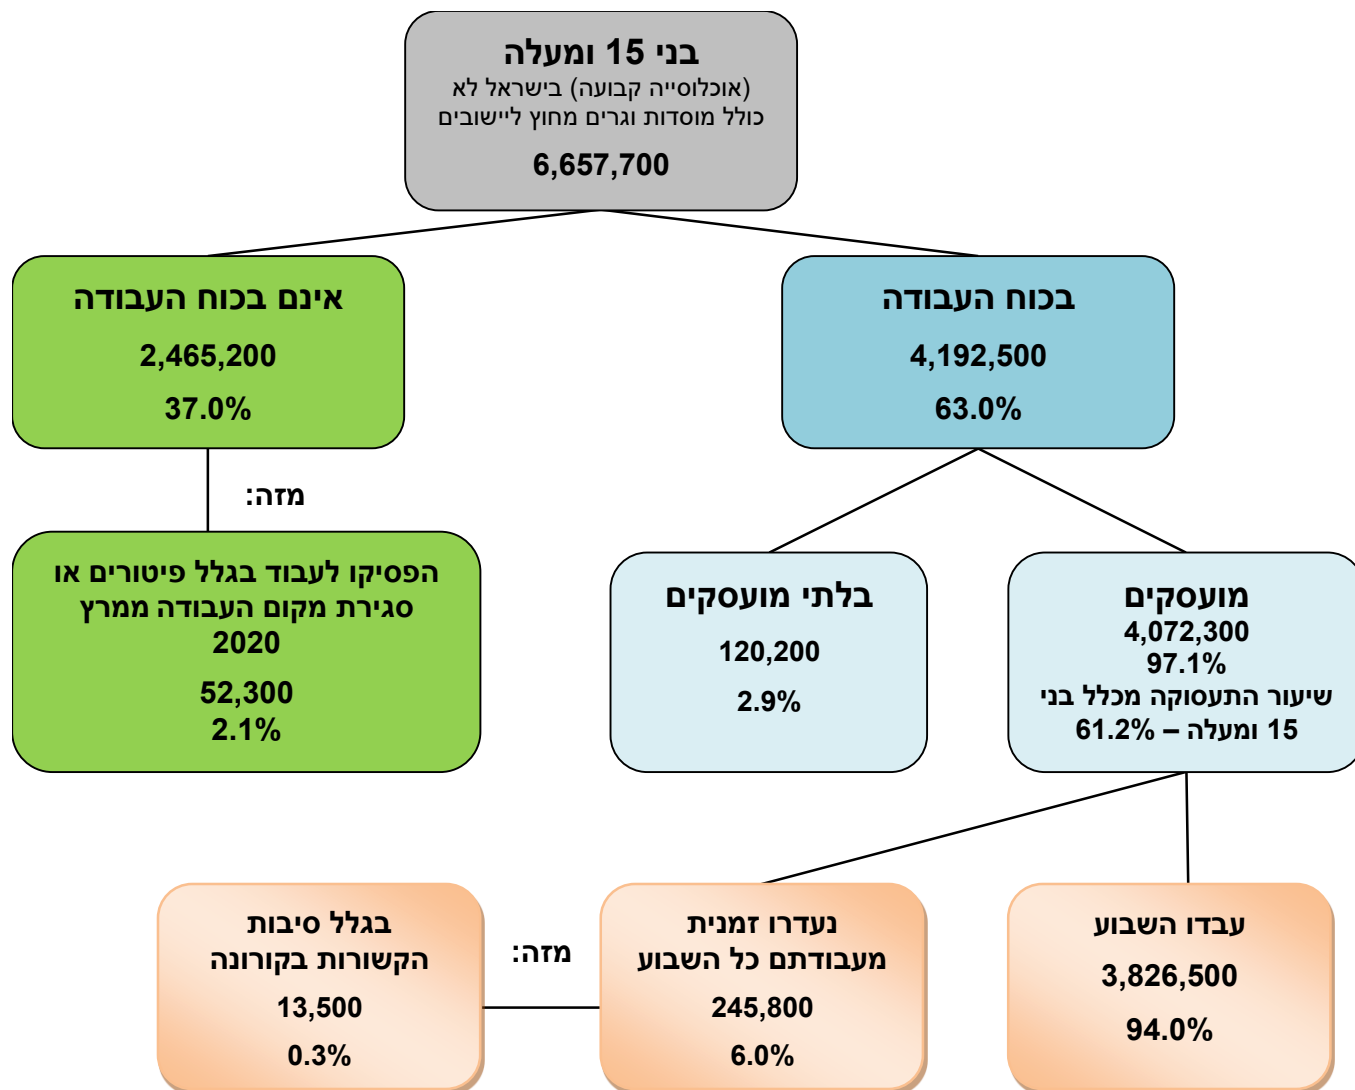 בני 15 ומעלה
(אוכלוסייה קבועה) בישראל לא
כולל מוסדות וגרים מחוץ ליישובים
6,657,700
בכוח העבודה
4,192,500
63.0%
אינם בכוח העבודה
2,465,200
37.0%
מזה:
מועסקים
4,072,300
97.1%
שיעור התעסוקה מכלל בני
15 ומעלה – 61.2%
בלתי מועסקים
120,200
2.9%
הפסיקו לעבוד בגלל פיטורים או
סגירת מקום העבודה ממרץ
2020
52,300
2.1%
עבדו השבוע
3,826,500
94.0%
נעדרו זמנית
מעבודתם כל השבוע
245,800
6.0%
מזה:
בגלל סיבות
הקשורות בקורונה
13,500
0.3%